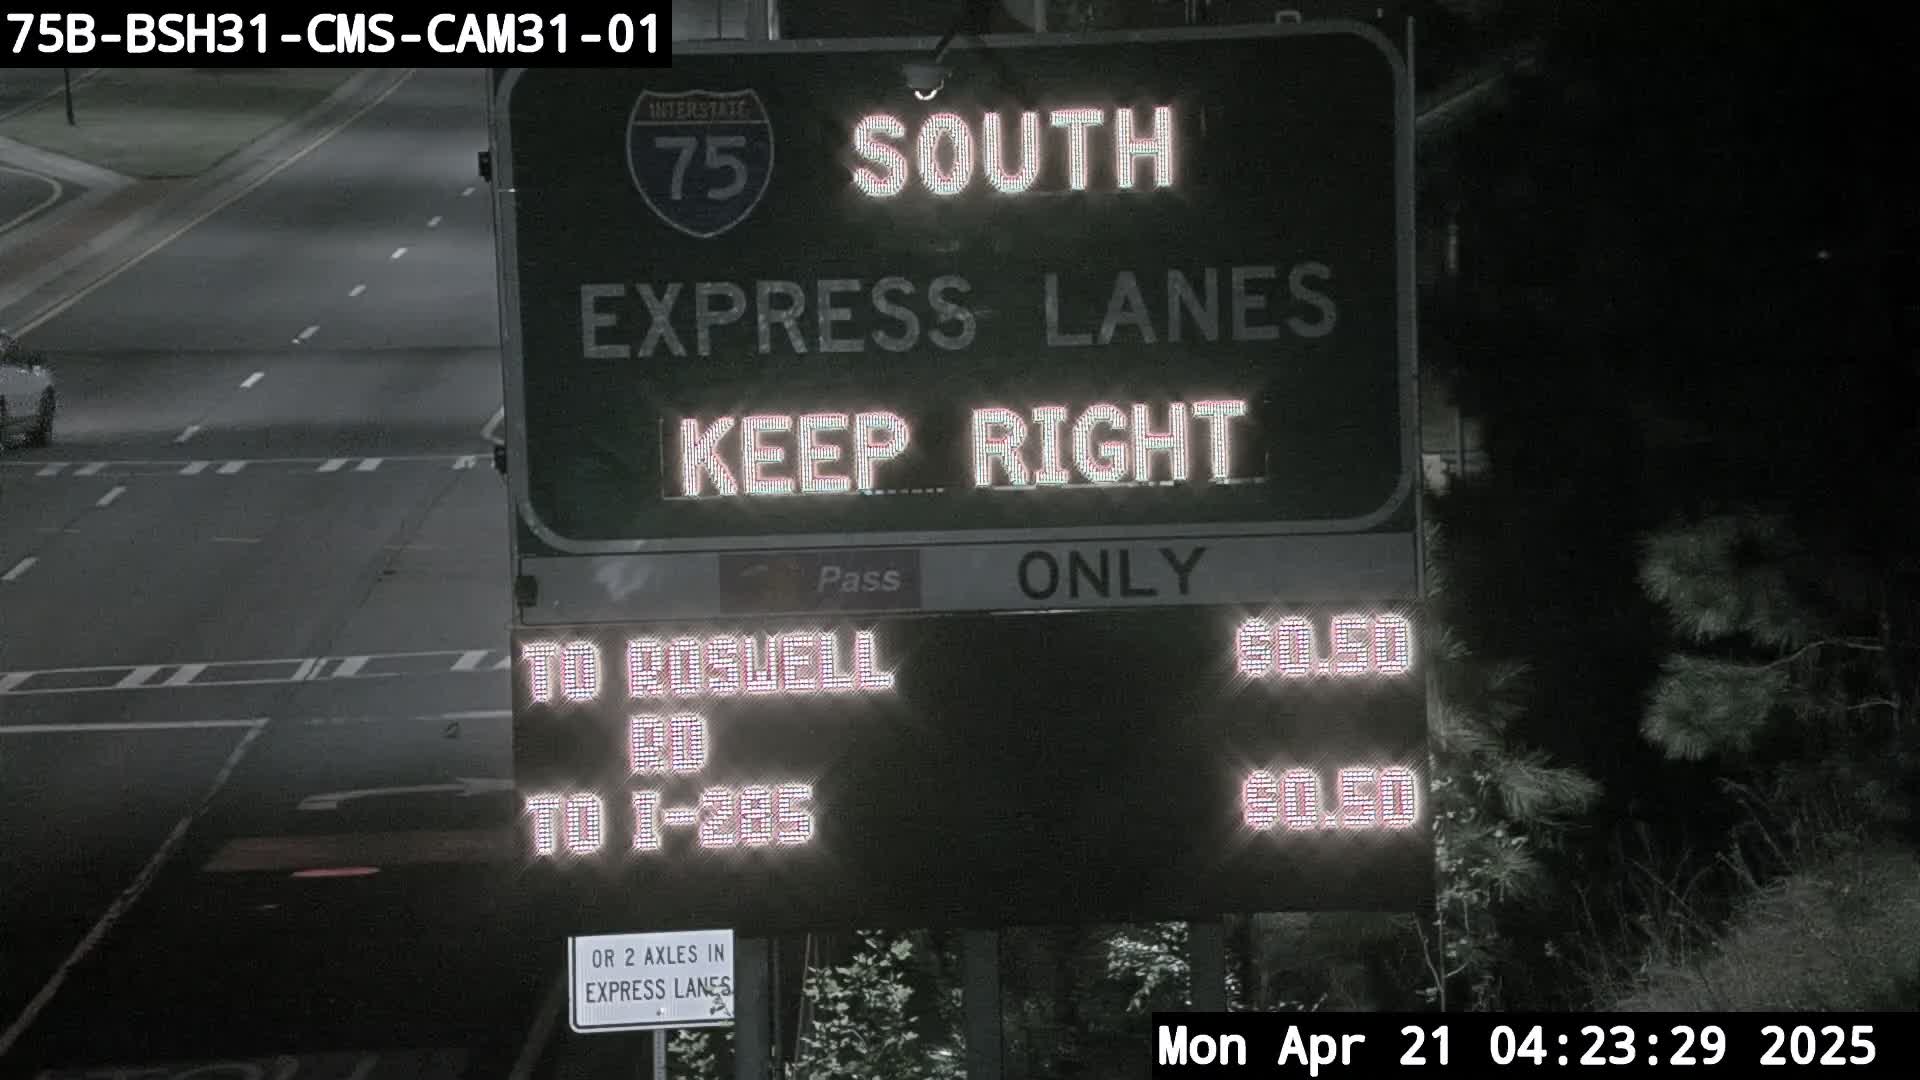 75B-BSH31-CMS-CAM31-01
INTERSTATE
75
SOUTH
EXPRESS LANES
KEEP RIGHT
Pass ONLY
TO ROSWELL $0.50
RD
TO I-285 $0.50
OR 2 AXLES IN
EXPRESS LANES
Mon Apr 21 04:23:29 2025